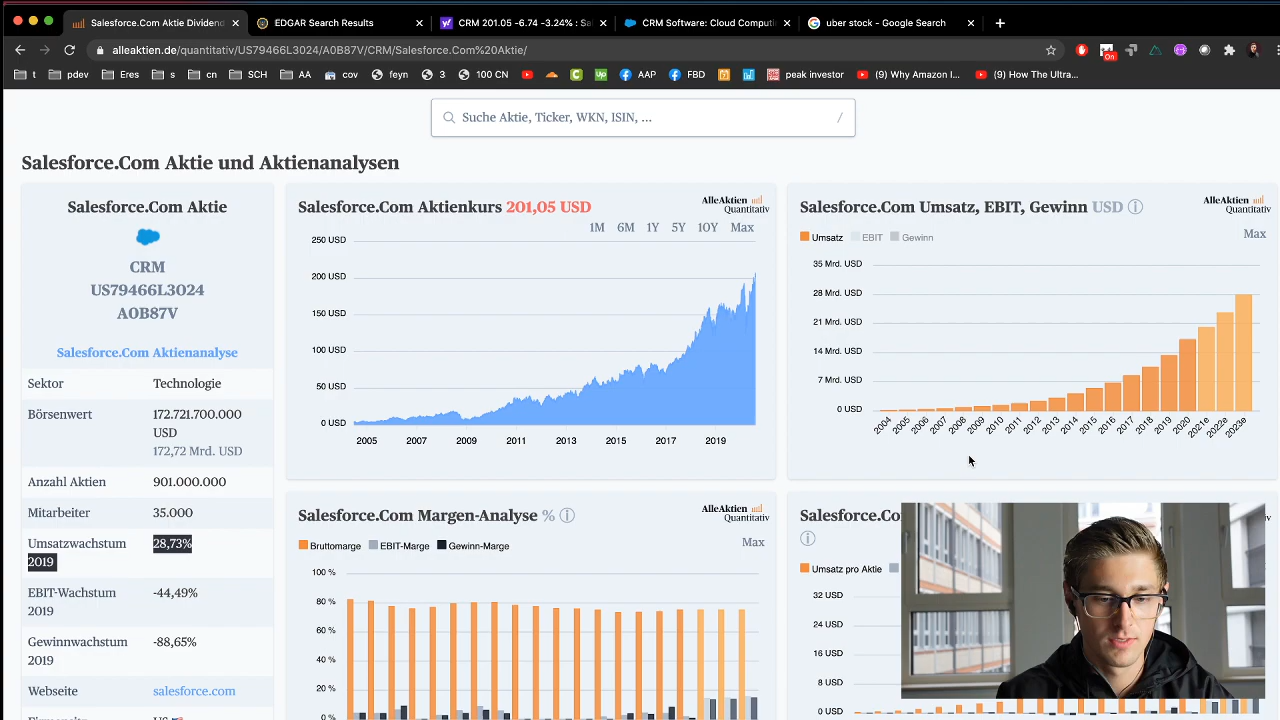 Salesforce.Com Aktie Dividend
EDGAR Search Results
CRM 201.05 -6.74 -3.24% : Sa
CRM Software: Cloud Computi
uber stock - Google Search
alleaktien.de/quantitativ/US79466L3024/A0B87V/CRM/Salesforce.Com%20Aktie/
On
t pdev Eres s cn SCH AA cov feyn 3 100 CN AAP FBD peak investor (9) Why Amazon I... (9) How The Ultra...
Suche Aktie, Ticker, WKN, ISIN, ... /
Salesforce.Com Aktie und Aktienanalysen
Salesforce.Com Aktie
CRM
US79466L3O24
A0B87V
Salesforce.Com Aktienanalyse
Sektor Technologie
Börsenwert 172.721.700.000
USD
172,72 Mrd. USD
Anzahl Aktien 901.000.000
Mitarbeiter 35.000
Umsatzwachstum 28,73%
2019
EBIT-Wachstum -44,49%
2019
Gewinnwachstum -88,65%
2019
Webseite salesforce.com
Salesforce.Com Aktienkurs 201,05 USD
AlleAktien
Quantitativ
1M 6M 1Y 5Y 10Y Max
250 USD
200 USD
150 USD
100 USD
50 USD
0 USD
2005 2007 2009 2011 2013 2015 2017 2019
Salesforce.Com Umsatz, EBIT, Gewinn USD
AlleAktien
Quantitativ
Umsatz EBIT Gewinn
Max
35 Mrd. USD
28 Mrd. USD
21 Mrd. USD
14 Mrd. USD
7 Mrd. USD
0 USD
2004 2005 2006 2007 2008 2009 2010 2011 2012 2013 2014 2015 2016 2017 2018 2019 2020 2021e 2022e 2023e
Salesforce.Com Margen-Analyse %
AlleAktien
Quantitativ
Bruttomarge EBIT-Marge Gewinn-Marge
Max
100 %
80 %
60 %
40 %
20 %
0 %
Salesforce.Co
Umsatz pro Aktie
32 USD
24 USD
16 USD
8 USD
0 USD